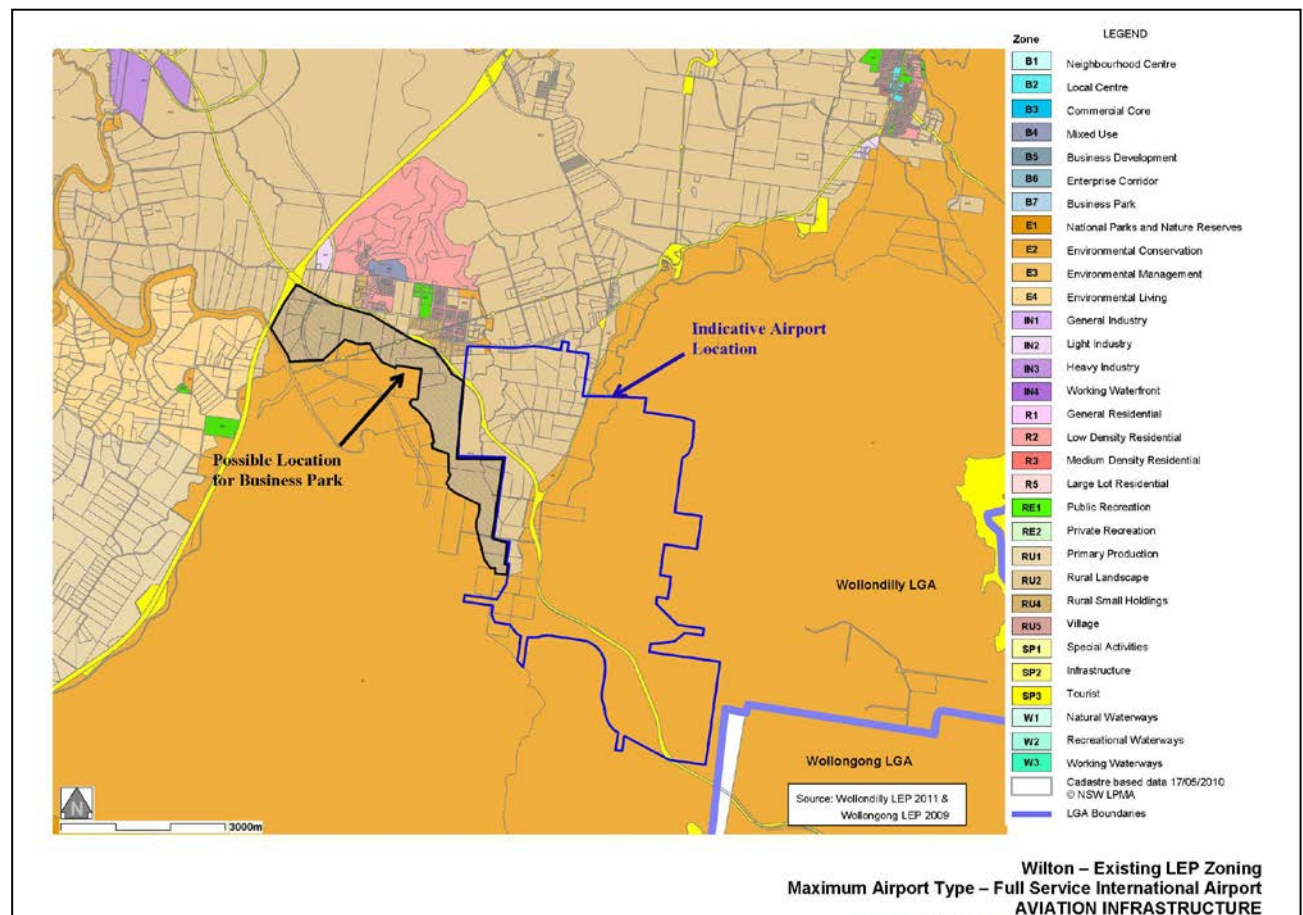 LEGEND
Zone
B1 Neighbourhood Centre
B2 Local Centre
B3 Commercial Core
B4 Mixed Use
B5 Business Development
B6 Enterprise Corridor
B7 Business Park
E1 National Parks and Nature Reserves
E2 Environmental Conservation
E3 Environmental Management
E4 Environmental Living
IN1 General Industry
IN2 Light Industry
IN3 Heavy Industry
IN4 Working Waterfront
R1 General Residential
R2 Low Density Residential
R3 Medium Density Residential
R5 Large Lot Residential
RE1 Public Recreation
RE2 Private Recreation
RU1 Primary Production
RU2 Rural Landscape
RU4 Rural Small Holdings
RU5 Village
SP1 Special Activities
SP2 Infrastructure
SP3 Tourist
W1 Natural Waterways
W2 Recreational Waterways
W3 Working Waterways
Cadastre based data 17/05/2010
© NSW LPMA
LGA Boundaries
Indicative Airport
Location
Possible Location
for Business Park
Wollondilly LGA
Wollongong LGA
Source: Wollondilly LEP 2011 &
Wollongong LEP 2009
N
3000m
Wilton – Existing LEP Zoning
Maximum Airport Type – Full Service International Airport
AVIATION INFRASTRUCTURE